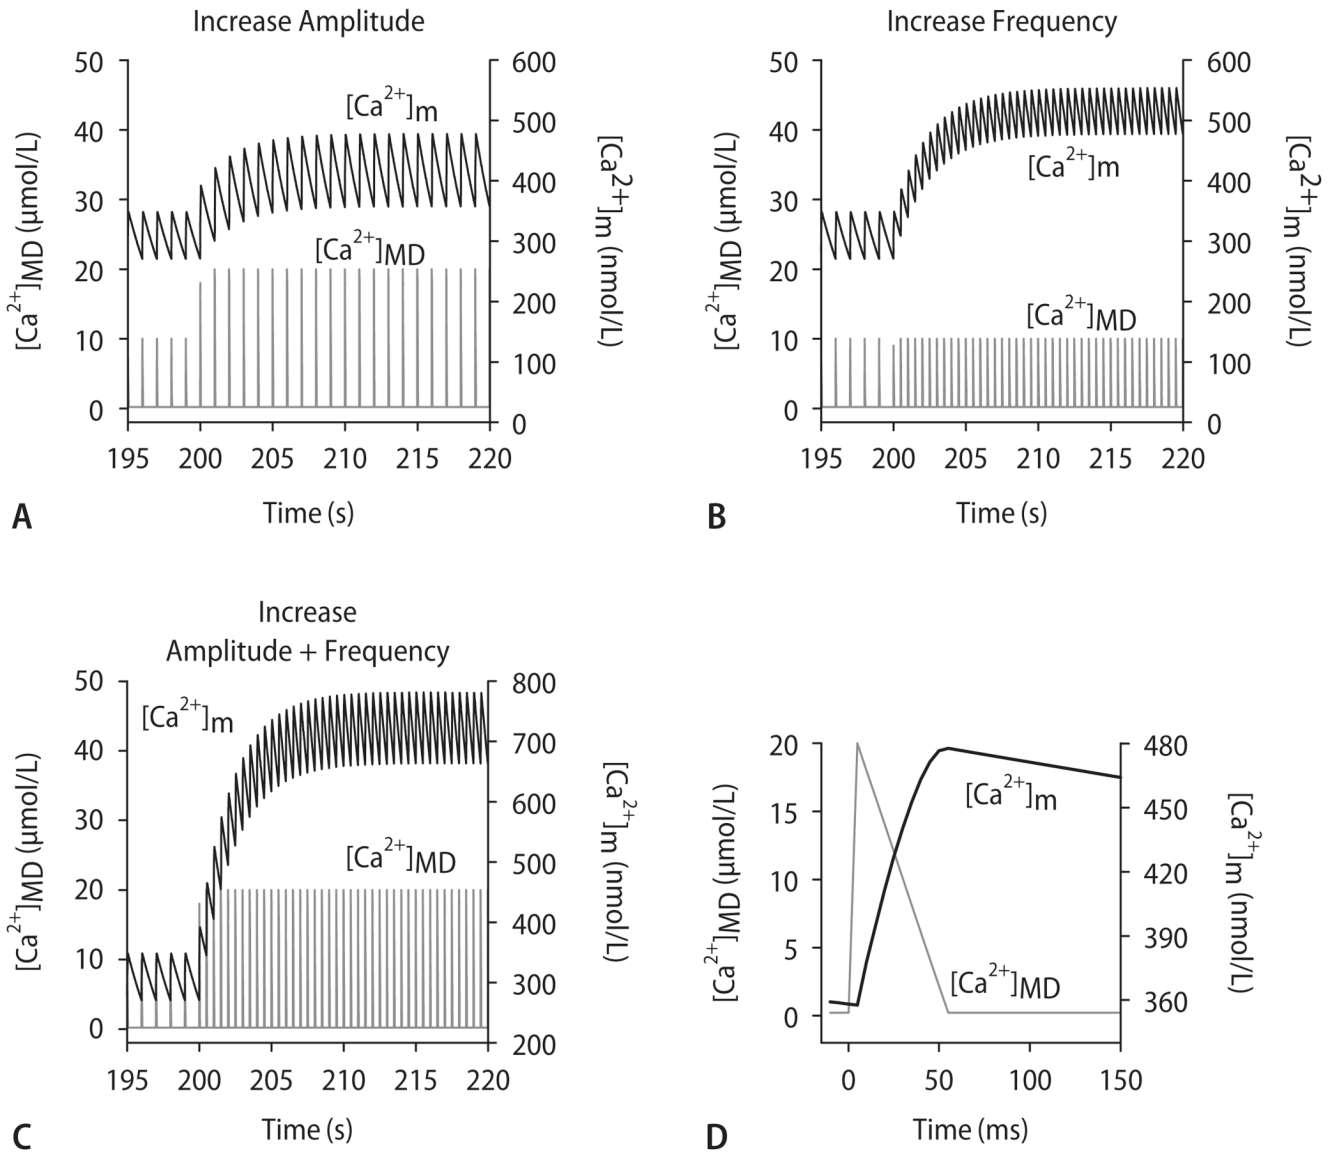 Increase Amplitude
50
40
30
20
10
0
[Ca2+]MD (μmol/L)
[Ca2+]m
[Ca2+]MD
600
500
400
300
200
100
0
[Ca2+]m (nmol/L)
195 200 205 210 215 220
Time (s)
A
Increase Frequency
50
40
30
20
10
0
[Ca2+]MD (μmol/L)
[Ca2+]m
[Ca2+]MD
600
500
400
300
200
100
0
[Ca2+]m (nmol/L)
195 200 205 210 215 220
Time (s)
B
Increase
Amplitude + Frequency
50
40
30
20
10
0
[Ca2+]MD (μmol/L)
[Ca2+]m
[Ca2+]MD
800
700
600
500
400
300
200
[Ca2+]m (nmol/L)
195 200 205 210 215 220
Time (s)
C
20
15
10
5
0
[Ca2+]MD (μmol/L)
[Ca2+]m
[Ca2+]MD
480
450
420
390
360
[Ca2+]m (nmol/L)
0 50 100 150
Time (ms)
D